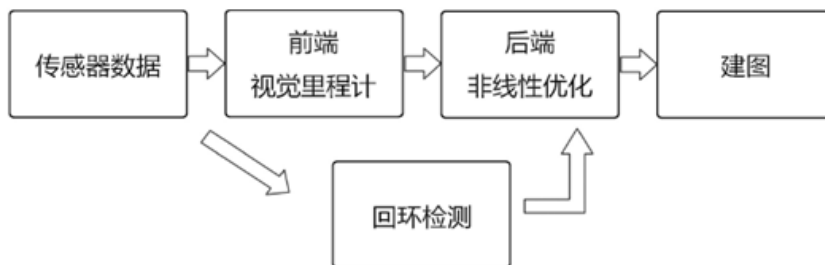 传感器数据
前端
视觉里程计
后端
非线性优化
建图
回环检测